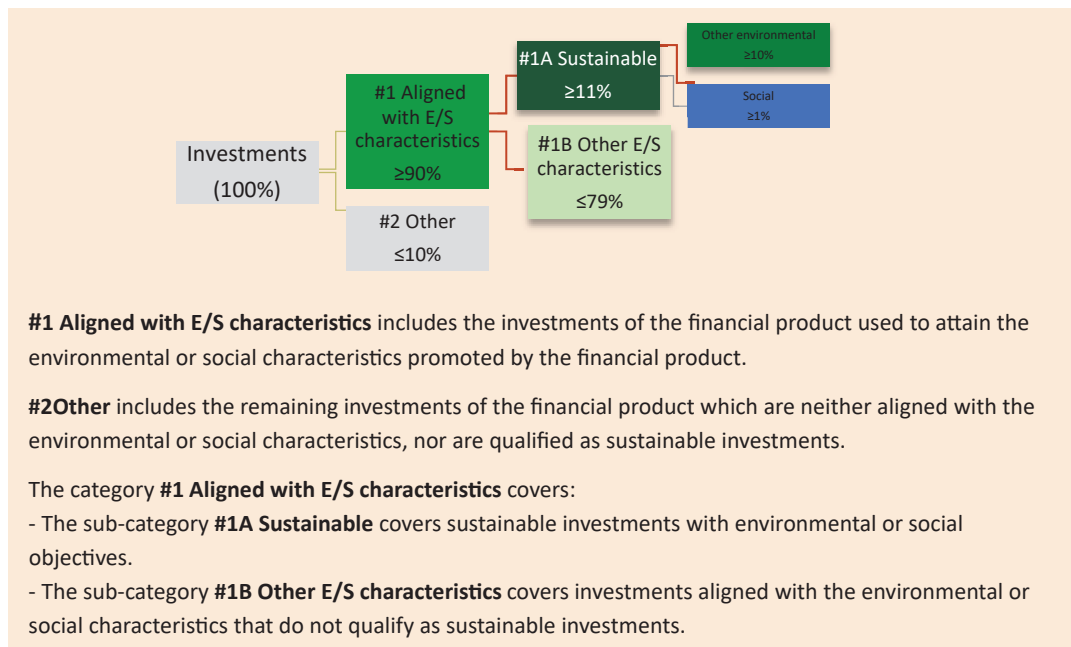 Investments
(100%)
#1 Aligned
with E/S
characteristics
≥90%
#2 Other
≤10%
#1A Sustainable
≥11%
#1B Other E/S
characteristics
≤79%
Other environmental
≥10%
Social
≥1%
#1 Aligned with E/S characteristics includes the investments of the financial product used to attain the
environmental or social characteristics promoted by the financial product.
#2Other includes the remaining investments of the financial product which are neither aligned with the
environmental or social characteristics, nor are qualified as sustainable investments.
The category #1 Aligned with E/S characteristics covers:
- The sub-category #1A Sustainable covers sustainable investments with environmental or social
objectives.
- The sub-category #1B Other E/S characteristics covers investments aligned with the environmental or
social characteristics that do not qualify as sustainable investments.